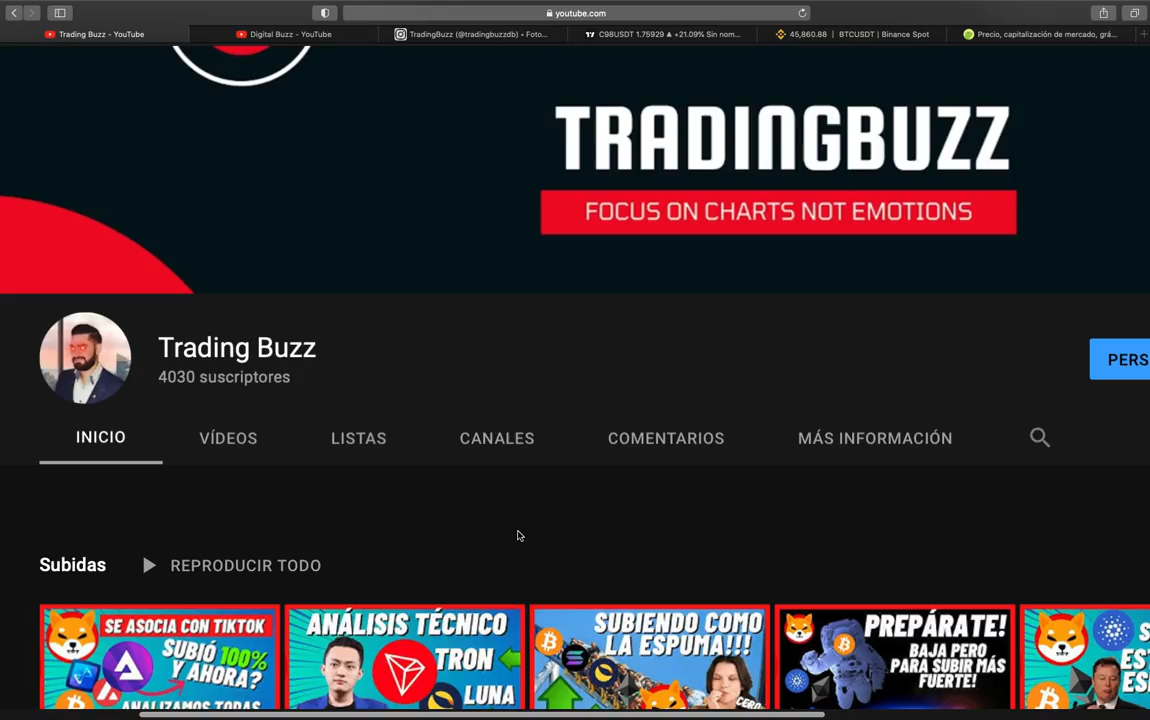 youtube.com
Trading Buzz - YouTube
Digital Buzz - YouTube
TradingBuzz (@tradingbuzzdb) • Foto...
C98USDT 1.75929 ▲ +21.09% Sin nom...
45,860.88 | BTCUSDT | Binance Spot
Precio, capitalización de mercado, grá...
TRADINGBUZZ
FOCUS ON CHARTS NOT EMOTIONS
Trading Buzz
4030 suscriptores
PERS
INICIO
VÍDEOS
LISTAS
CANALES
COMENTARIOS
MÁS INFORMACIÓN
Subidas
REPRODUCIR TODO
SE ASOCIA CON TIKTOK
SUBIÓ 100%
Y AHORA?
ANALIZAMOS TODAS
ANÁLISIS TÉCNICO
TRON
LUNA
SUBIENDO COMO
LA ESPUMA!!!
PREPÁRATE!
BAJA PERO
PARA SUBIR MÁS
FUERTE!